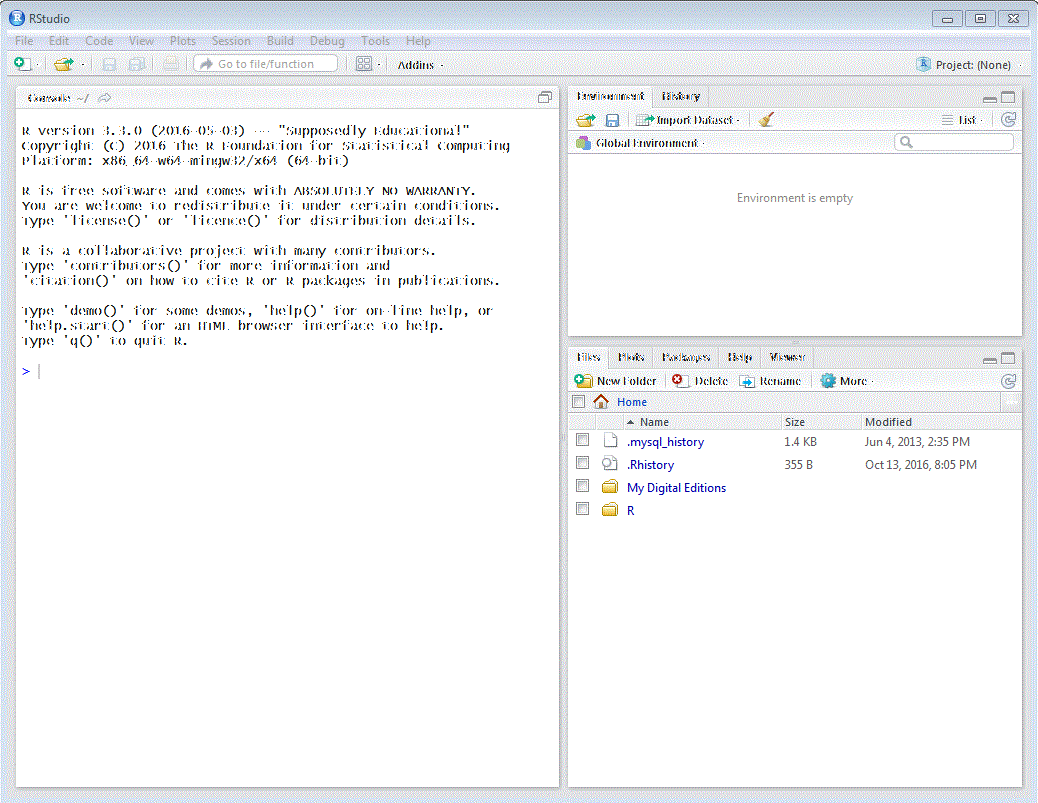 RStudio
File Edit Code View Plots Session Build Debug Tools Help
Go to file/function Addins Project: (None)
Console ~/
R version 3.3.0 (2016-05-03) -- "Supposedly Educational"
Copyright (C) 2016 The R Foundation for Statistical Computing
Platform: x86_64-w64-mingw32/x64 (64-bit)
R is free software and comes with ABSOLUTELY NO WARRANTY.
You are welcome to redistribute it under certain conditions.
Type 'license()' or 'licence()' for distribution details.
R is a collaborative project with many contributors.
Type 'contributors()' for more information and
'citation()' on how to cite R or R packages in publications.
Type 'demo()' for some demos, 'help()' for on-line help, or
'help.start()' for an HTML browser interface to help.
Type 'q()' to quit R.
>
Environment History
Import Dataset List
Global Environment
Environment is empty
Files Plots Packages Help Viewer
New Folder Delete Rename More
Home
Name Size Modified
.mysql_history 1.4 KB Jun 4, 2013, 2:35 PM
.Rhistory 355 B Oct 13, 2016, 8:05 PM
My Digital Editions
R